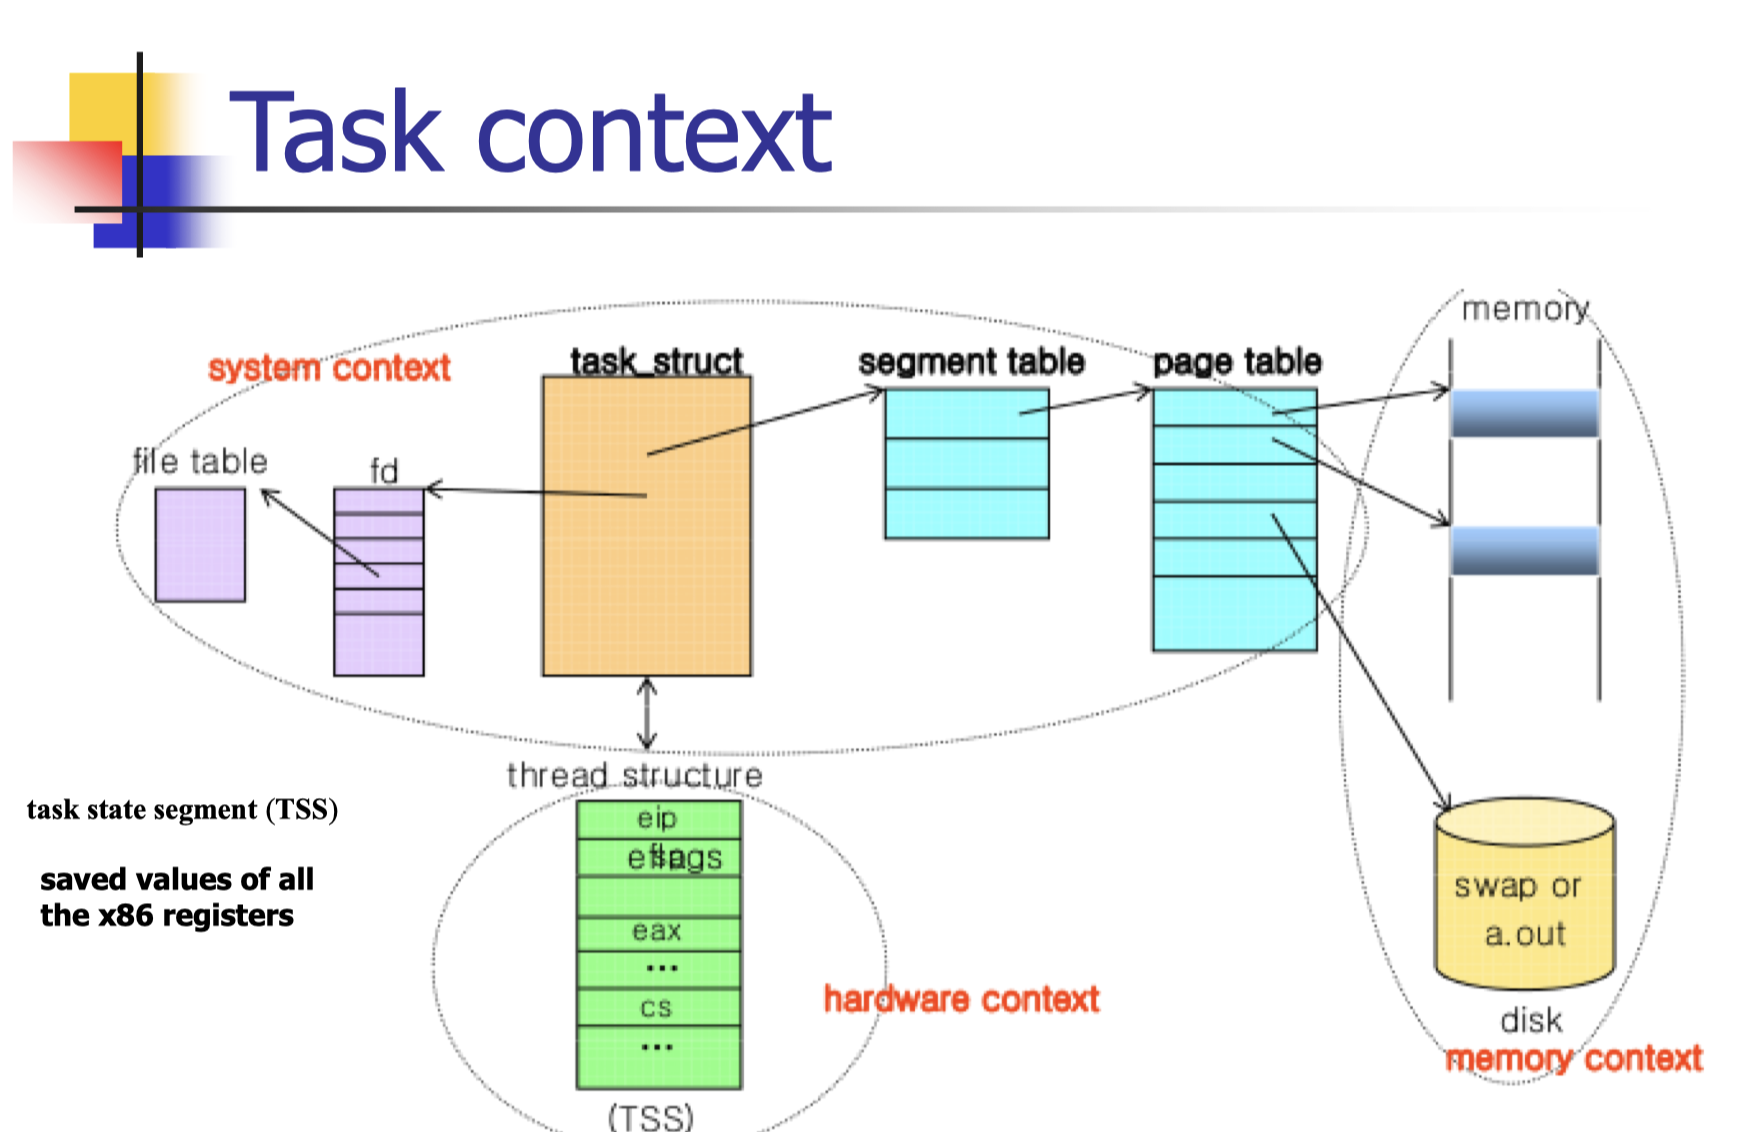 Task context
memory
system context
task_struct
segment table
page table
file table
fd
thread structure
task state segment (TSS)
eip
eflags
saved values of all
the x86 registers
swap or
a.out
eax
...
hardware context
cs
disk
...
memory context
(TSS)